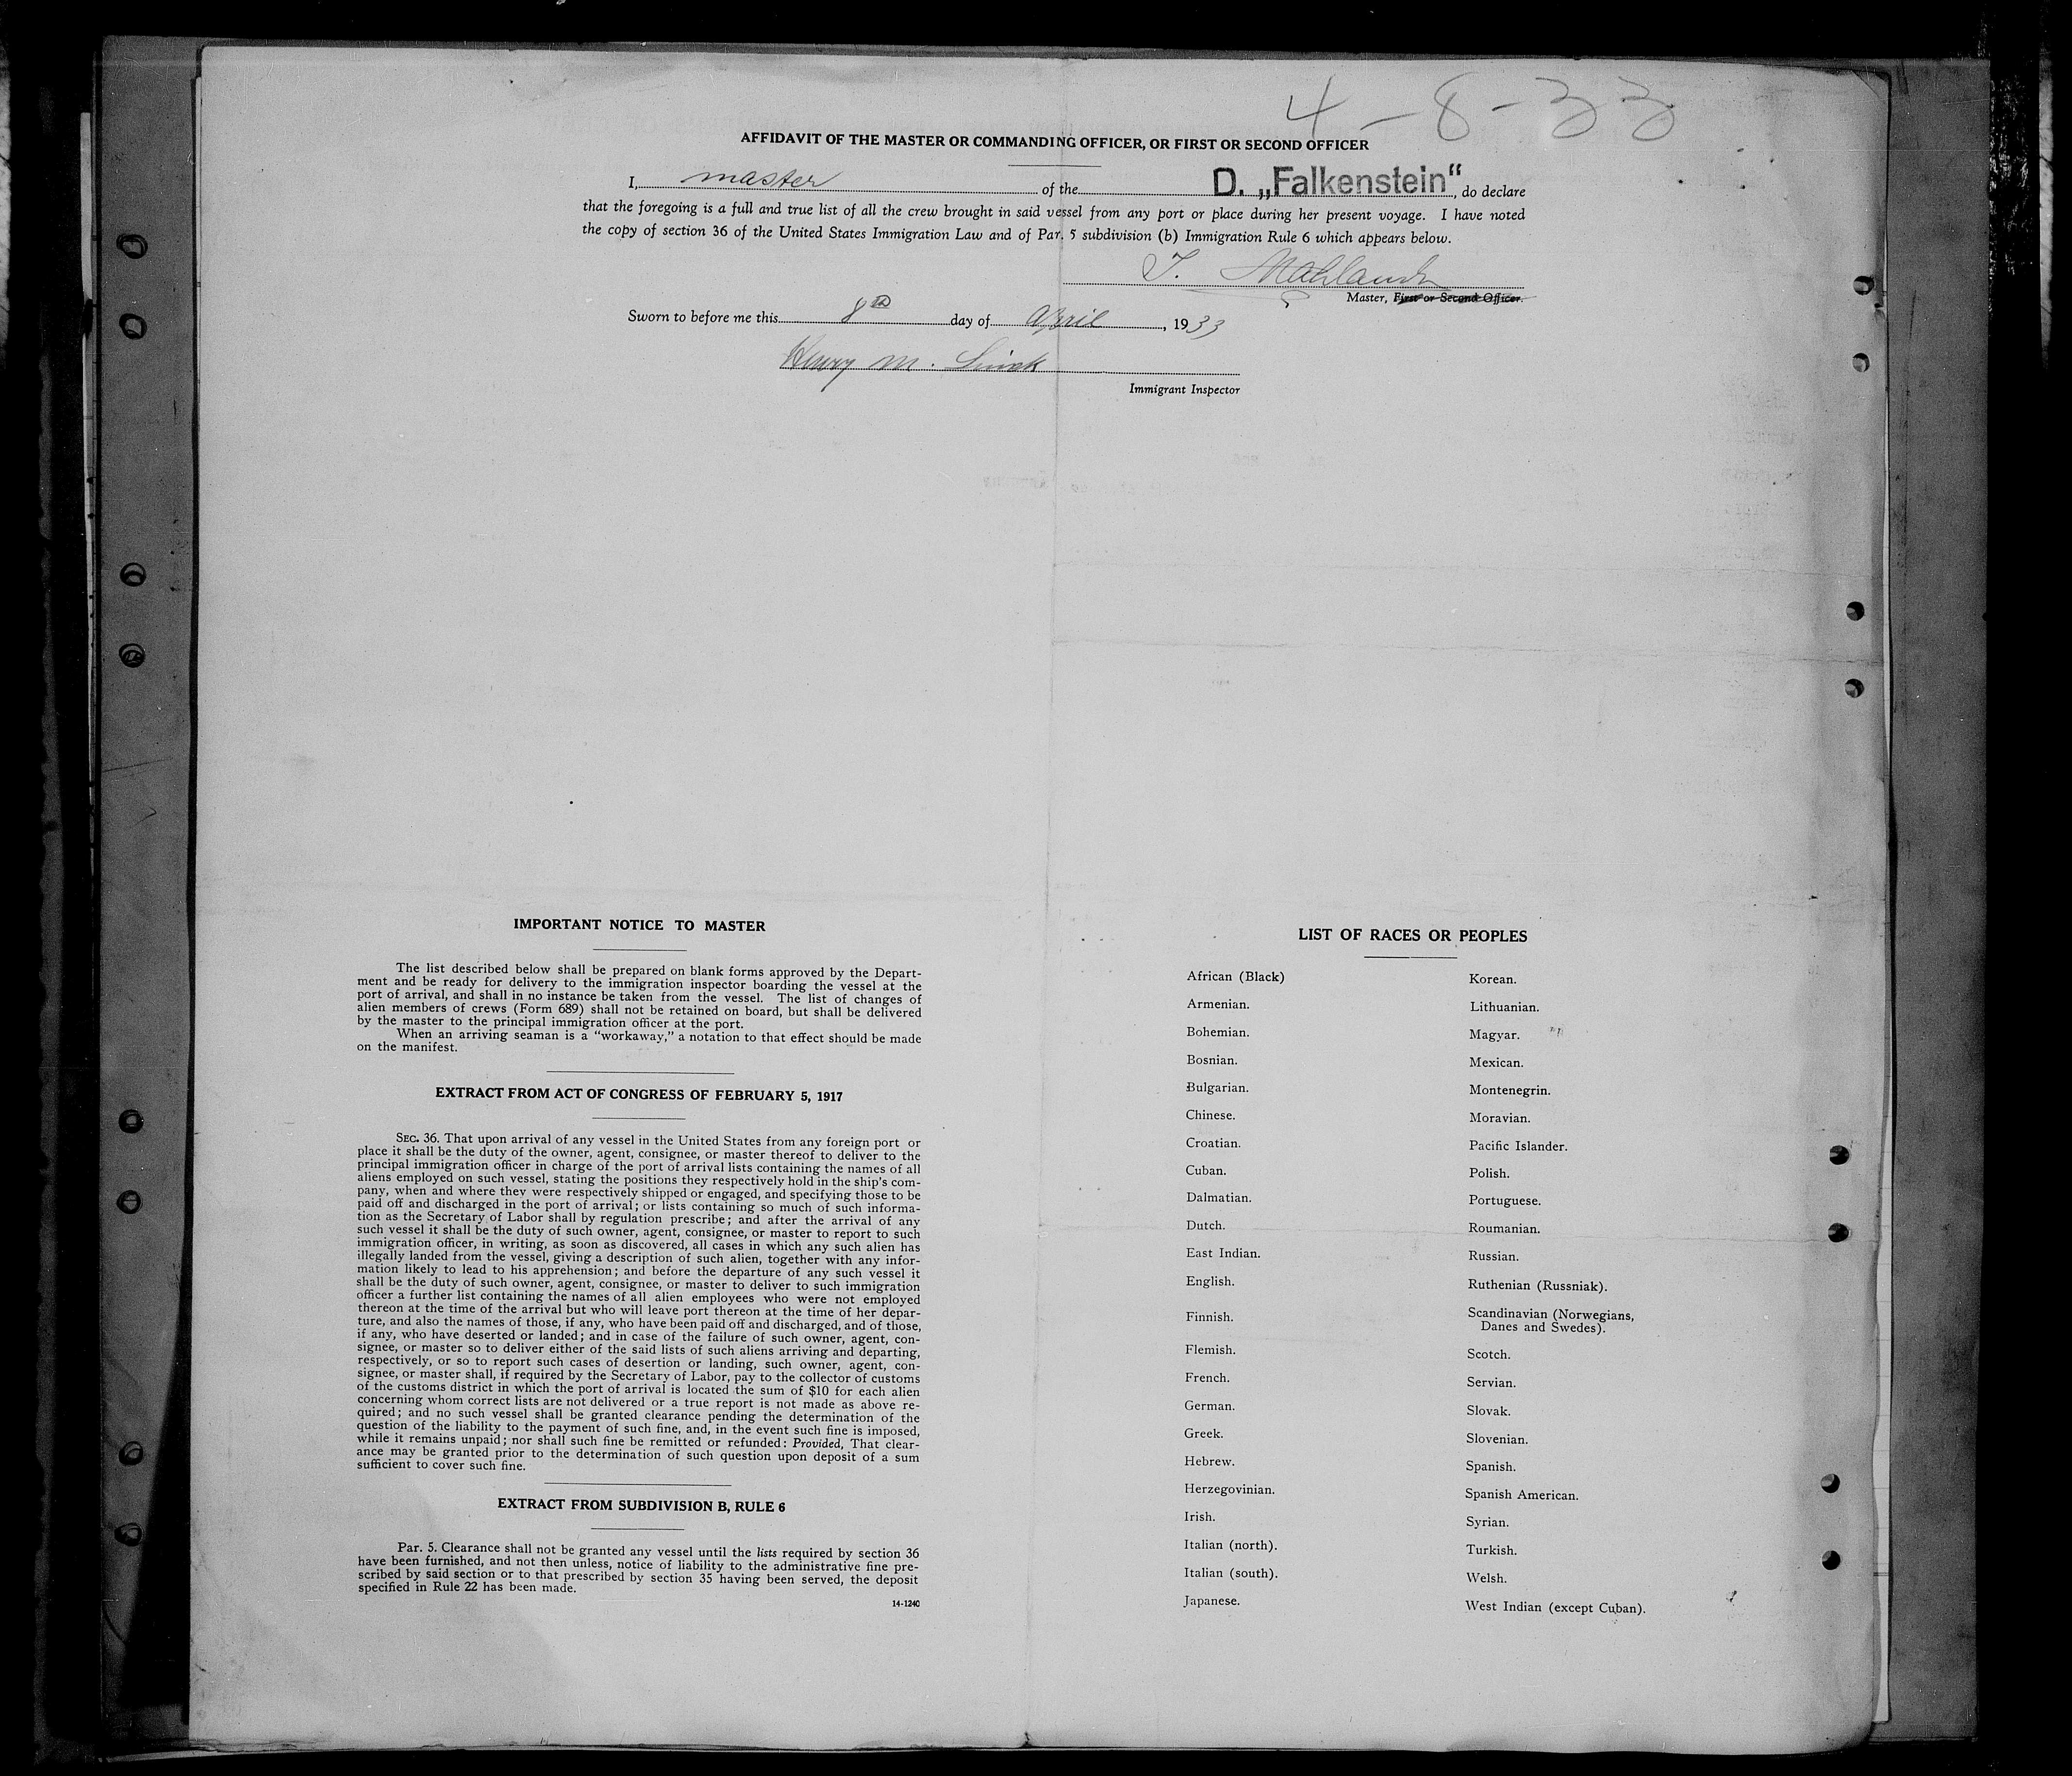 4-8-33
AFFIDAVIT OF THE MASTER OR COMMANDING OFFICER, OR FIRST OR SECOND OFFICER
I, master of the D. „Falkenstein“, do declare
that the foregoing is a full and true list of all the crew brought in said vessel from any port or place during her present voyage. I have noted
the copy of section 36 of the United States Immigration Law and of Par. 5 subdivision (b) Immigration Rule 6 which appears below.
Master, First or Second Officer.
Sworn to before me this 8th day of April, 1933
Henry M.
Immigrant Inspector
IMPORTANT NOTICE TO MASTER
The list described below shall be prepared on blank forms approved by the Depart-
ment and be ready for delivery to the immigration inspector boarding the vessel at the
port of arrival, and shall in no instance be taken from the vessel. The list of changes of
alien members of crews (Form 689) shall not be retained on board, but shall be delivered
by the master to the principal immigration officer at the port.
When an arriving seaman is a “workaway,” a notation to that effect should be made
on the manifest.
EXTRACT FROM ACT OF CONGRESS OF FEBRUARY 5, 1917
SEC. 36. That upon arrival of any vessel in the United States from any foreign port or
place it shall be the duty of the owner, agent, consignee, or master thereof to deliver to the
principal immigration officer in charge of the port of arrival lists containing the names of all
aliens employed on such vessel, stating the positions they respectively hold in the ship's com-
pany, when and where they were respectively shipped or engaged, and specifying those to be
paid off and discharged in the port of arrival; or lists containing so much of such informa-
tion as the Secretary of Labor shall by regulation prescribe; and after the arrival of any
such vessel it shall be the duty of such owner, agent, consignee, or master to report to such
immigration officer, in writing, as soon as discovered, all cases in which any such alien has
illegally landed from the vessel, giving a description of such alien, together with any infor-
mation likely to lead to his apprehension; and before the departure of any such vessel it
shall be the duty of such owner, agent, consignee, or master to deliver to such immigration
officer a further list containing the names of all alien employees who were not employed
thereon at the time of the arrival but who will leave port thereon at the time of her depar-
ture, and also the names of those, if any, who have been paid off and discharged, and of those,
if any, who have deserted or landed; and in case of the failure of such owner, agent, con-
signee, or master so to deliver either of the said lists of such aliens arriving and departing,
respectively, or so to report such cases of desertion or landing, such owner, agent, con-
signee, or master shall, if required by the Secretary of Labor, pay to the collector of customs
of the customs district in which the port of arrival is located the sum of $10 for each alien
concerning whom correct lists are not delivered or a true report is not made as above re-
quired; and no such vessel shall be granted clearance pending the determination of the
question of the liability to the payment of such fine, and, in the event such fine is imposed,
while it remains unpaid; nor shall such fine be remitted or refunded: Provided, That clear-
ance may be granted prior to the determination of such question upon deposit of a sum
sufficient to cover such fine.
EXTRACT FROM SUBDIVISION B, RULE 6
Par. 5. Clearance shall not be granted any vessel until the lists required by section 36
have been furnished, and not then unless, notice of liability to the administrative fine pre-
scribed by said section or to that prescribed by section 35 having been served, the deposit
specified in Rule 22 has been made.
14-1240
LIST OF RACES OR PEOPLES
African (Black)
Armenian.
Bohemian.
Bosnian.
Bulgarian.
Chinese.
Croatian.
Cuban.
Dalmatian.
Dutch.
East Indian.
English.
Finnish.
Flemish.
French.
German.
Greek.
Hebrew.
Herzegovinian.
Irish.
Italian (north).
Italian (south).
Japanese.
Korean.
Lithuanian.
Magyar.
Mexican.
Montenegrin.
Moravian.
Pacific Islander.
Polish.
Portuguese.
Roumanian.
Russian.
Ruthenian (Russniak).
Scandinavian (Norwegians,
Danes and Swedes).
Scotch.
Servian.
Slovak.
Slovenian.
Spanish.
Spanish American.
Syrian.
Turkish.
Welsh.
West Indian (except Cuban).